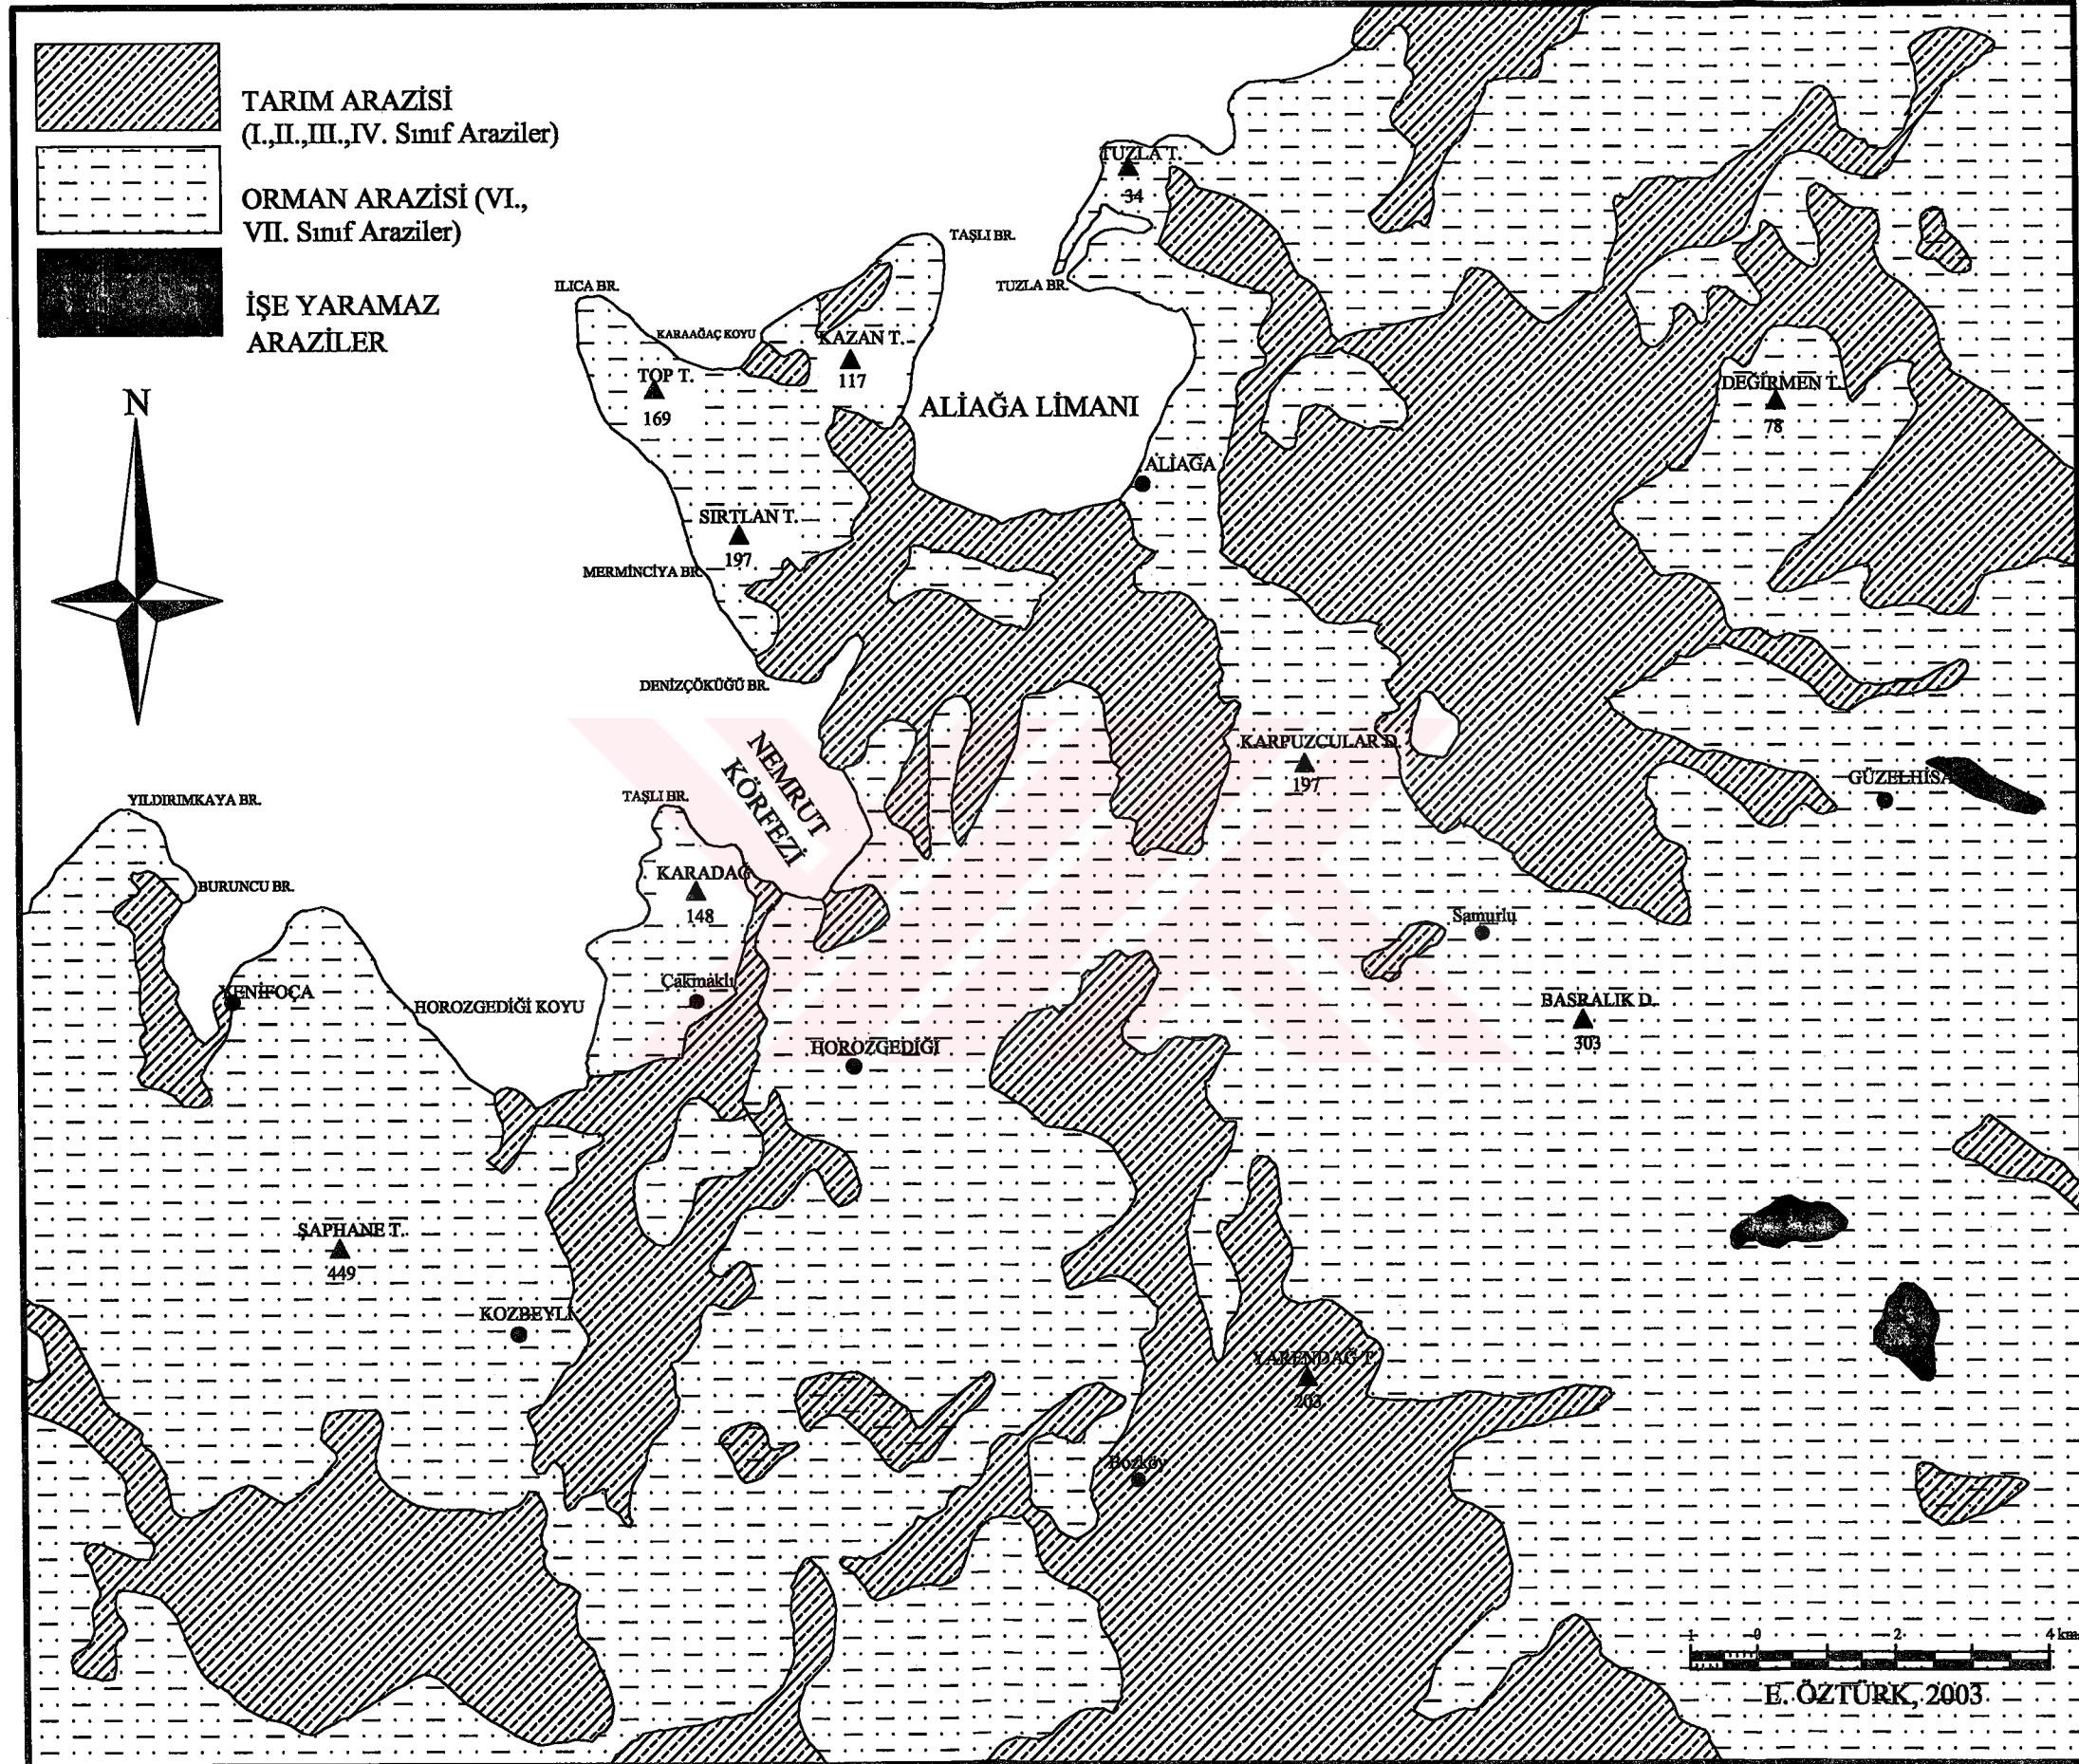 TARIM ARAZİSİ
(I.,II.,III.,IV. Sınıf Araziler)
ORMAN ARAZİSİ (VI.,
VII. Sınıf Araziler)
İŞE YARAMAZ
ARAZİLER
N
TUZLA T.
34
TAŞLI BR.
TUZLA BR.
ILICA BR.
KARAAĞAÇ KOYU
KAZAN T.
117
TOP T.
169
ALİAĞA LİMANI
DEĞİRMEN T.
78
ALİAĞA
SIRTLAN T.
197
MERMİNCİYA BR.
DENİZÇÖKÜĞÜ BR.
NEMRUT
KÖRFEZİ
KARPUZCULAR D.
197
GÜZELHİSA
YILDIRIMKAYA BR.
TAŞLI BR.
BURUNCU BR.
KARADAĞ
148
Samurlu
YENİFOÇA
HOROZGEDİĞİ KOYU
Çakmaklı
BASRALIK D.
303
HOROZGEDİĞİ
ŞAPHANE T.
449
KOZBEYLİ
YARENDAĞ T.
203
Bozköy
1 0 2 4 km
E. ÖZTÜRK, 2003